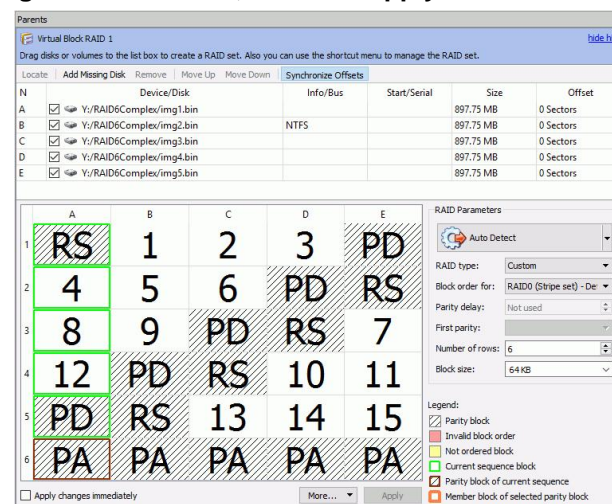 Parents
Virtual Block RAID 1 hide h
Drag disks or volumes to the list box to create a RAID set. Also you can use the shortcut menu to manage the RAID set.
Locate Add Missing Disk Remove Move Up Move Down Synchronize Offsets
N Device/Disk Info/Bus Start/Serial Size Offset
A Y:/RAID6Complex/img1.bin 897.75 MB 0 Sectors
B Y:/RAID6Complex/img2.bin NTFS 897.75 MB 0 Sectors
C Y:/RAID6Complex/img3.bin 897.75 MB 0 Sectors
D Y:/RAID6Complex/img4.bin 897.75 MB 0 Sectors
E Y:/RAID6Complex/img5.bin 897.75 MB 0 Sectors
A B C D E
1 RS 1 2 3 PD
2 4 5 6 PD RS
3 8 9 PD RS 7
4 12 PD RS 10 11
5 PD RS 13 14 15
6 PA PA PA PA PA
Apply changes immediately More... Apply
RAID Parameters
Auto Detect
RAID type: Custom
Block order for: RAID0 (Stripe set) - De
Parity delay: Not used
First parity:
Number of rows: 6
Block size: 64 KB
Legend:
Parity block
Invalid block order
Not ordered block
Current sequence block
Parity block of current sequence
Member block of selected parity block